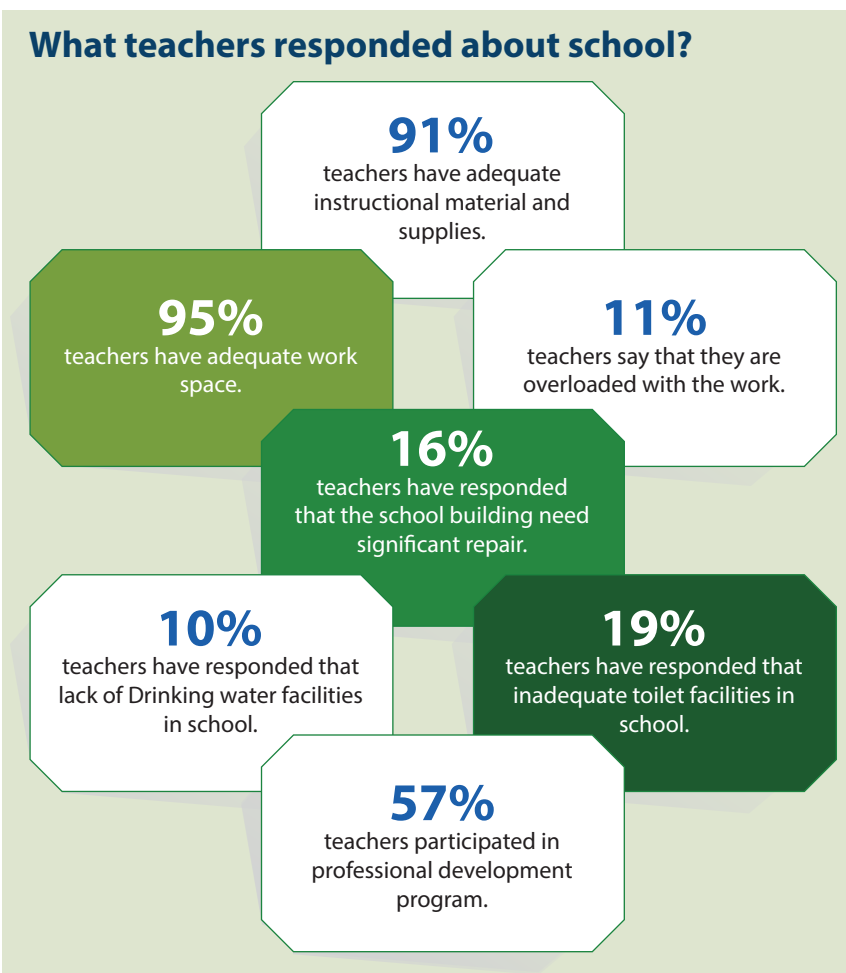 What teachers responded about school?
91%
teachers have adequate
instructional material and
supplies.
95%
teachers have adequate work
space.
11%
teachers say that they are
overloaded with the work.
16%
teachers have responded
that the school building need
significant repair.
10%
teachers have responded that
lack of Drinking water facilities
in school.
19%
teachers have responded that
inadequate toilet facilities in
school.
57%
teachers participated in
professional development
program.